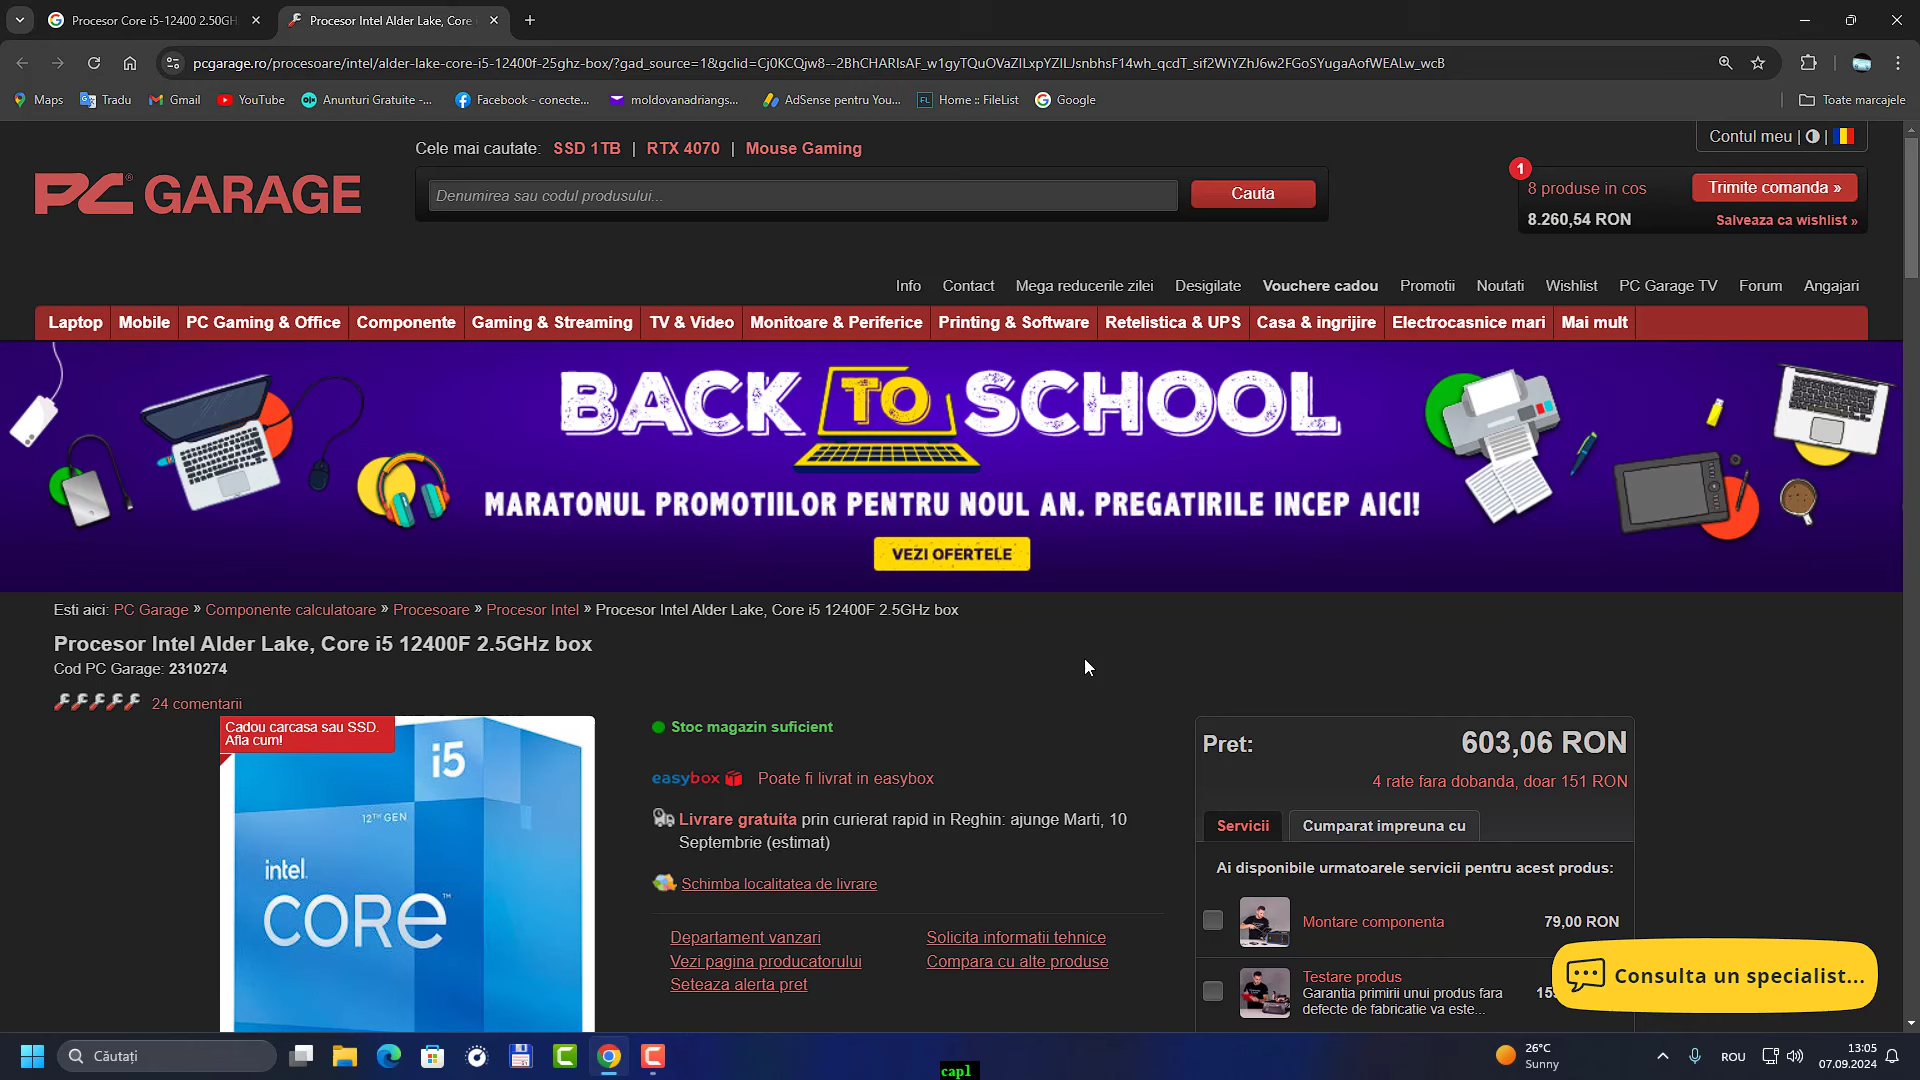 Procesor Core i5-12400 2.50GH
Procesor Intel Alder Lake, Core i
pcgarage.ro/procesoare/intel/alder-lake-core-i5-12400f-25ghz-box/?gad_source=1&gclid=Cj0KCQjw8--2BhCHARIsAF_w1gyTQuOVaZILxpYZILJsnbhsF14wh_qcdT_sif2WiYZhJ6w2FGoSYugaAofWEALw_wcB
Maps
Tradu
Gmail
YouTube
Anunturi Gratuite -...
Facebook - conecte...
moldovanadriangs...
AdSense pentru You...
FL
Home :: FileList
Google
Toate marcajele
Cele mai cautate: SSD 1TB | RTX 4070 | Mouse Gaming
Contul meu |
PC GARAGE
Denumirea sau codul produsului...
Cauta
1
8 produse in cos
Trimite comanda »
8.260,54 RON
Salveaza ca wishlist »
Info
Contact
Mega reducerile zilei
Desigilate
Vouchere cadou
Promotii
Noutati
Wishlist
PC Garage TV
Forum
Angajari
Laptop
Mobile
PC Gaming & Office
Componente
Gaming & Streaming
TV & Video
Monitoare & Periferice
Printing & Software
Retelistica & UPS
Casa & ingrijire
Electrocasnice mari
Mai mult
BACK TO SCHOOL
MARATONUL PROMOTIILOR PENTRU NOUL AN. PREGATIRILE INCEP AICI!
VEZI OFERTELE
Esti aici: PC Garage » Componente calculatoare » Procesoare » Procesor Intel » Procesor Intel Alder Lake, Core i5 12400F 2.5GHz box
Procesor Intel Alder Lake, Core i5 12400F 2.5GHz box
Cod PC Garage: 2310274
24 comentarii
Cadou carcasa sau SSD.
Afla cum!
i5
12TH GEN
intel.
CORE™
Stoc magazin suficient
easybox
Poate fi livrat in easybox
Livrare gratuita prin curierat rapid in Reghin: ajunge Marti, 10
Septembrie (estimat)
Schimba localitatea de livrare
Departament vanzari
Solicita informatii tehnice
Vezi pagina producatorului
Compara cu alte produse
Seteaza alerta pret
Pret:
603,06 RON
4 rate fara dobanda, doar 151 RON
Servicii
Cumparat impreuna cu
Ai disponibile urmatoarele servicii pentru acest produs:
Montare componenta
79,00 RON
Testare produs
Garantia primirii unui produs fara
defecte de fabricatie va este...
Consulta un specialist...
Căutați
capl
26°C
Sunny
ROU
13:05
07.09.2024